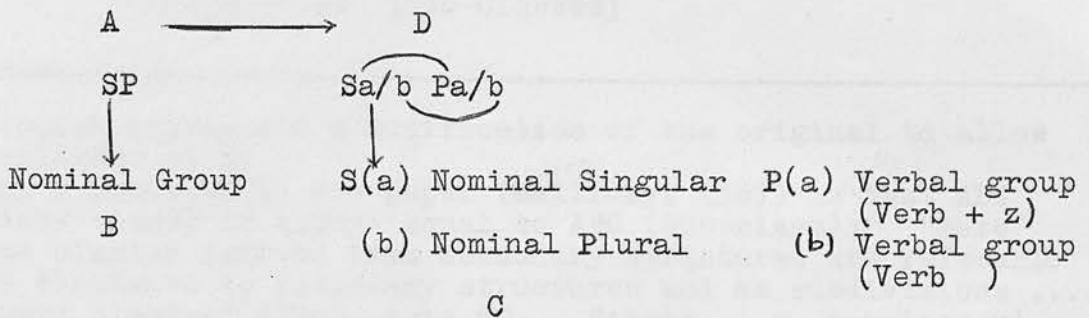 A D
SP Sa/b Pa/b
Nominal Group S(a) Nominal Singular P(a) Verbal group
(Verb + z)
B
(b) Nominal Plural (b) Verbal group
(Verb )
C